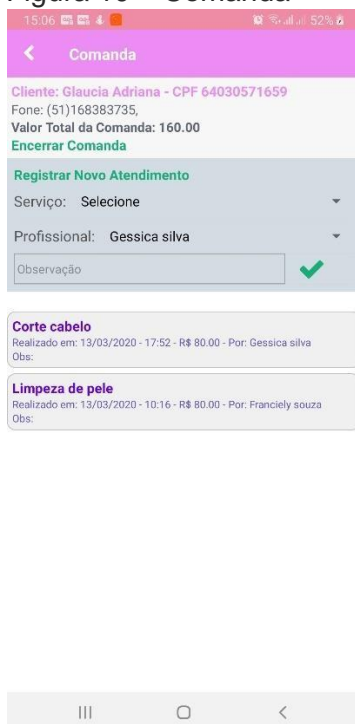 Figura 10 - Comanda
15:06 52%
Comanda
Cliente: Glaucia Adriana - CPF 64030571659
Fone: (51)168383735,
Valor Total da Comanda: 160.00
Encerrar Comanda
Registrar Novo Atendimento
Serviço: Selecione
Profissional: Gessica silva
Observação
Corte cabelo
Realizado em: 13/03/2020 - 17:52 - R$ 80.00 - Por: Gessica silva
Obs:
Limpeza de pele
Realizado em: 13/03/2020 - 10:16 - R$ 80.00 - Por: Franciely souza
Obs: